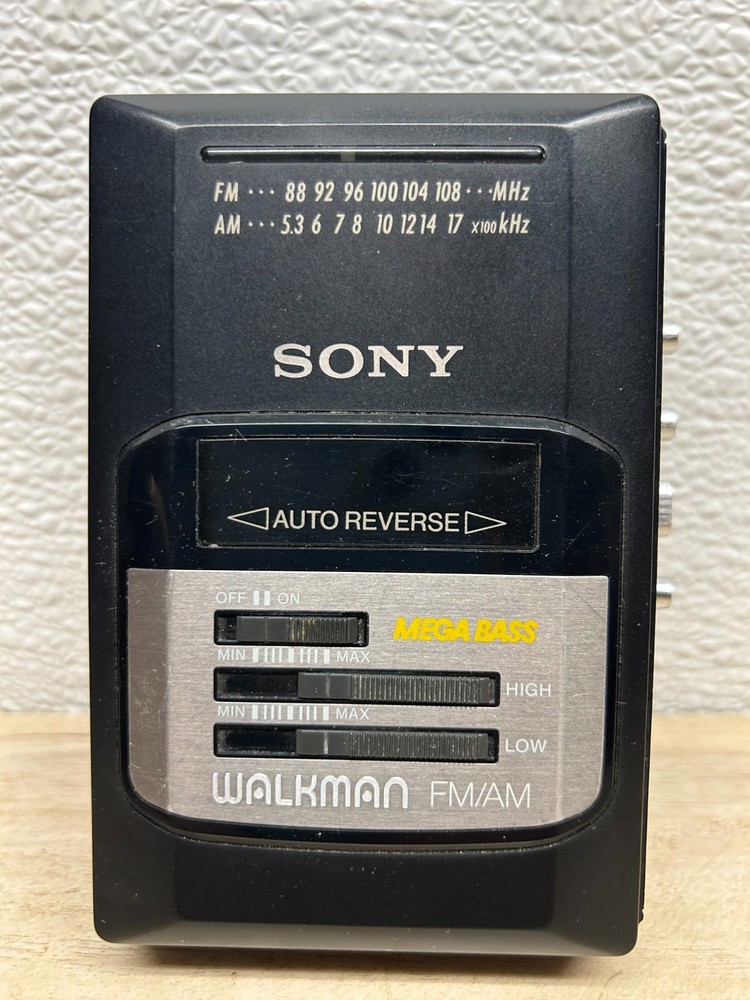 FM ··· 88 92 96 100 104 108 ··· MHz
AM ··· 5.3 6 7 8 10 12 14 17 x100 kHz
SONY
AUTO REVERSE
OFF ON
MEGA BASS
MIN MAX
HIGH
MIN MAX
LOW
WALKMAN FM/AM